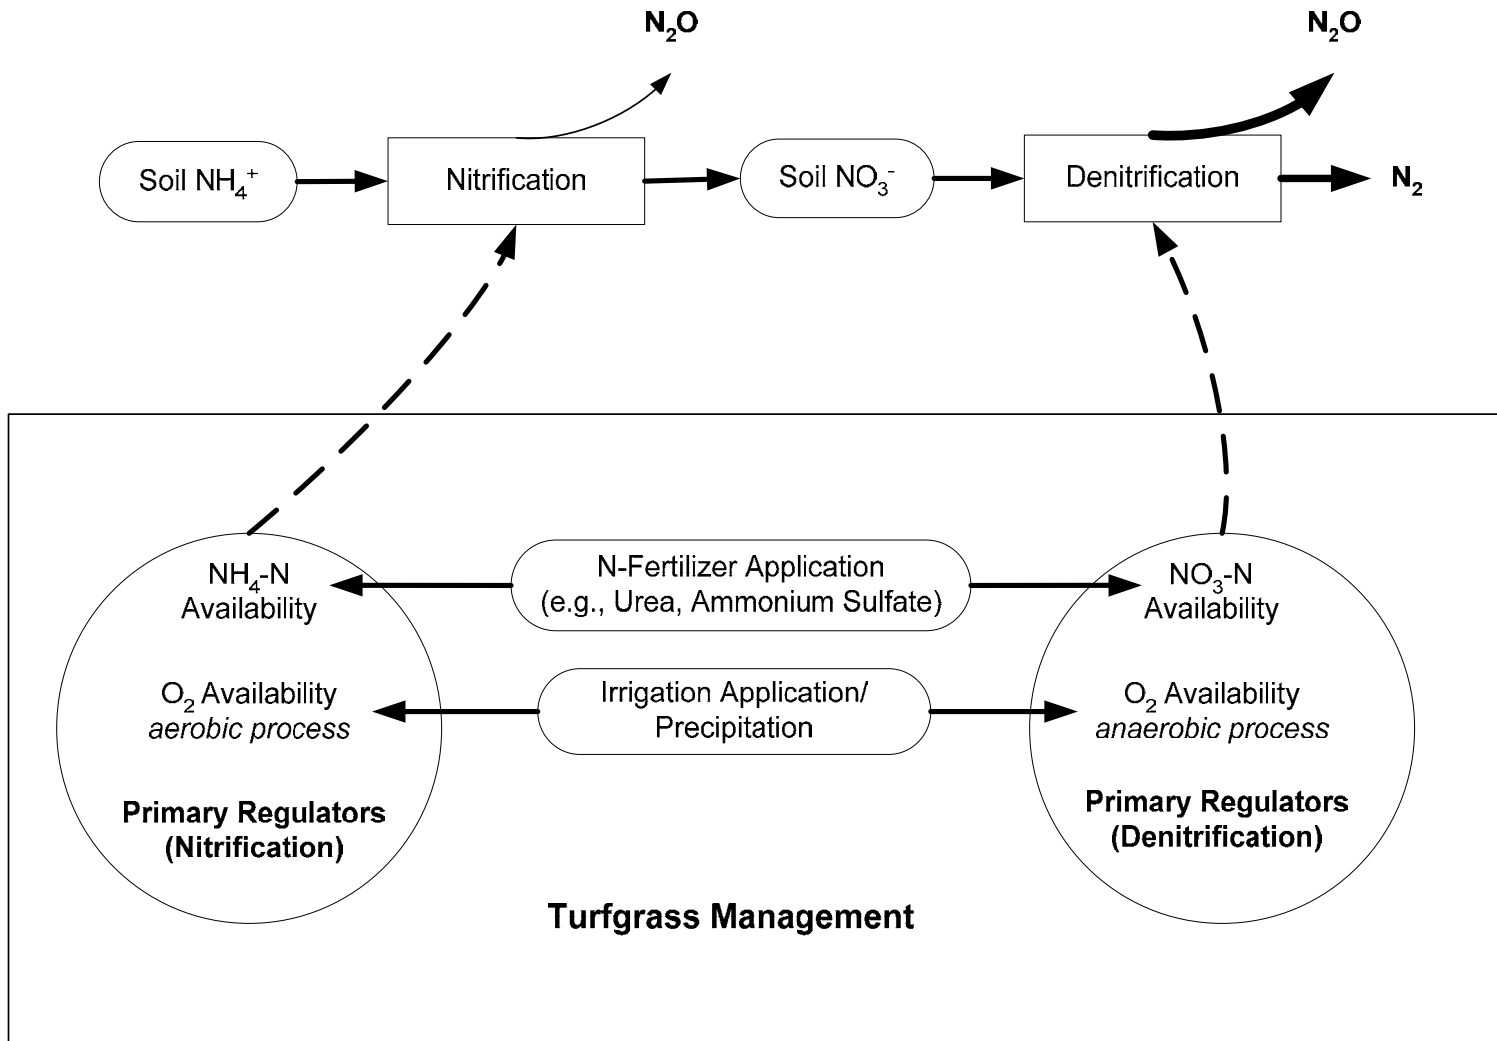 N₂O
N₂O
Soil NH₄⁺
Nitrification
Soil NO₃⁻
Denitrification
N₂
NH₄-N
Availability
N-Fertilizer Application
(e.g., Urea, Ammonium Sulfate)
NO₃-N
Availability
O₂ Availability
aerobic process
Irrigation Application/
Precipitation
O₂ Availability
anaerobic process
Primary Regulators
(Nitrification)
Primary Regulators
(Denitrification)
Turfgrass Management